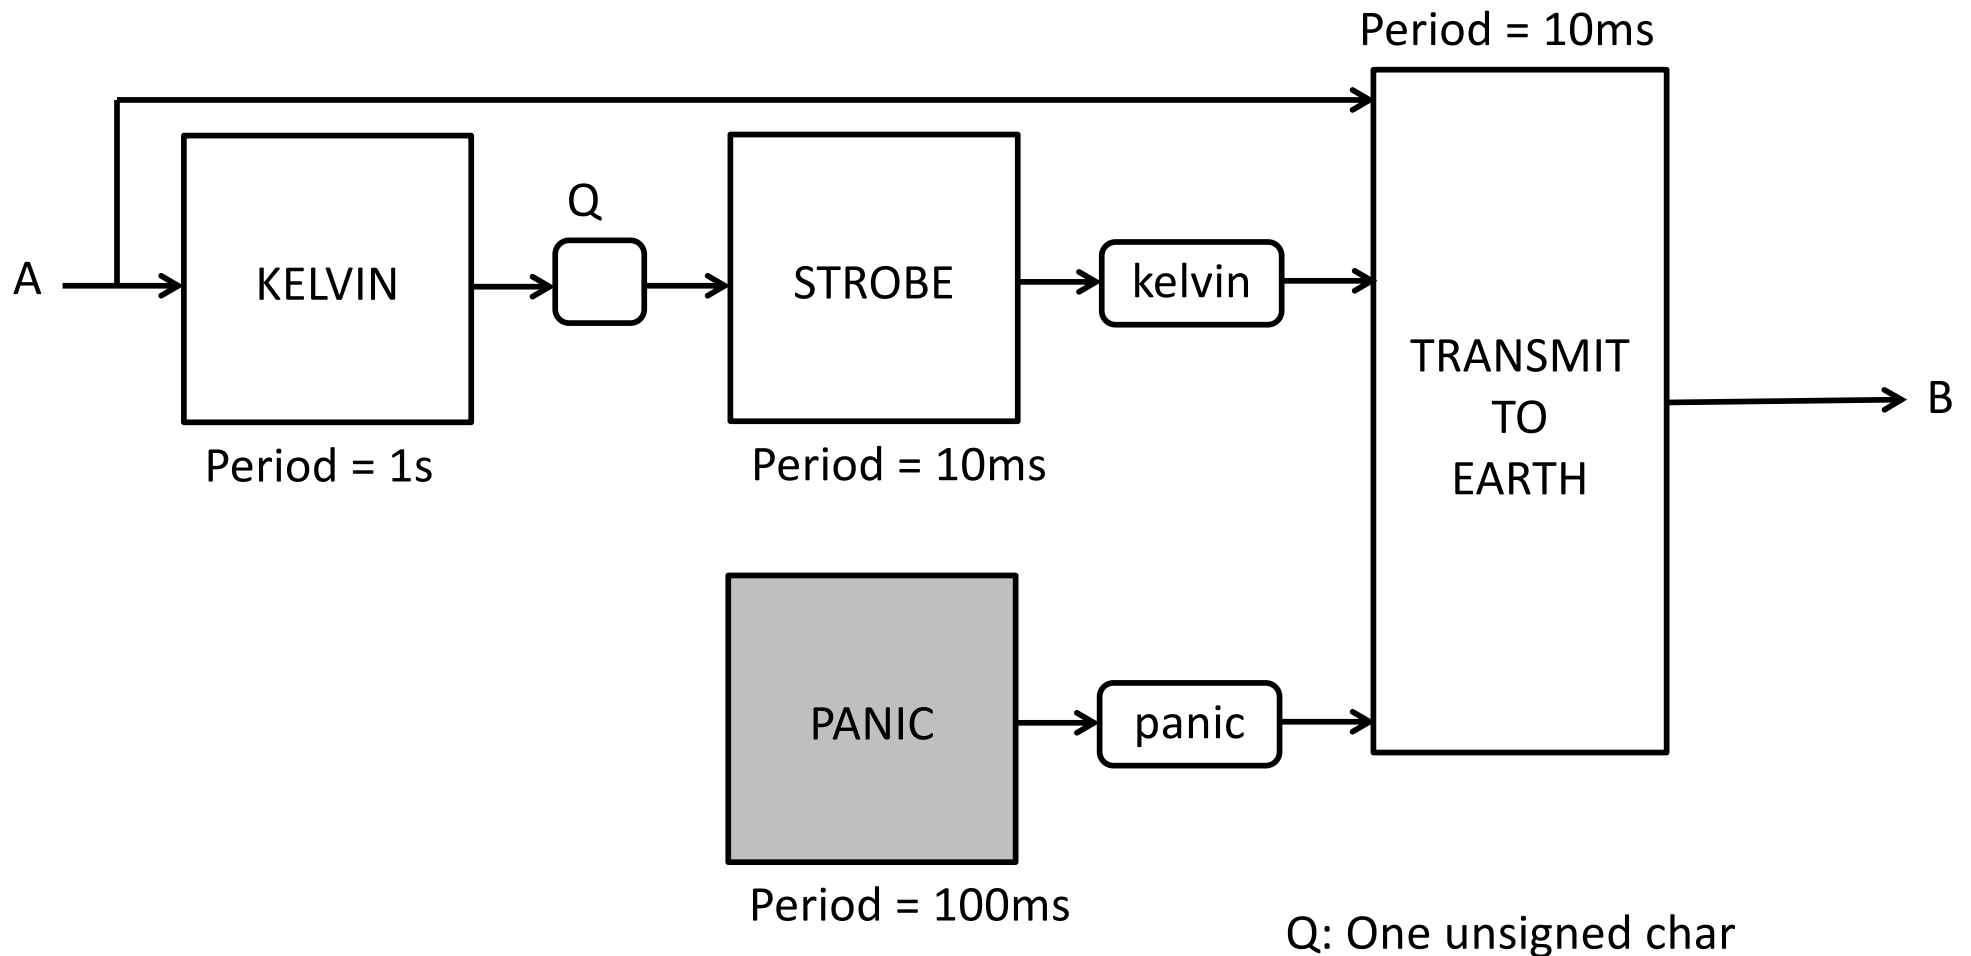 Period = 10ms
A
KELVIN
Period = 1s
Q
STROBE
Period = 10ms
kelvin
TRANSMIT
TO
EARTH
B
PANIC
Period = 100ms
panic
Q: One unsigned char